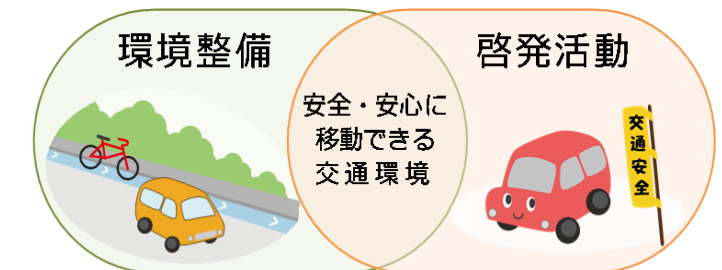 環境整備
啓発活動
安全・安心に
移動できる
交通環境
交通安全